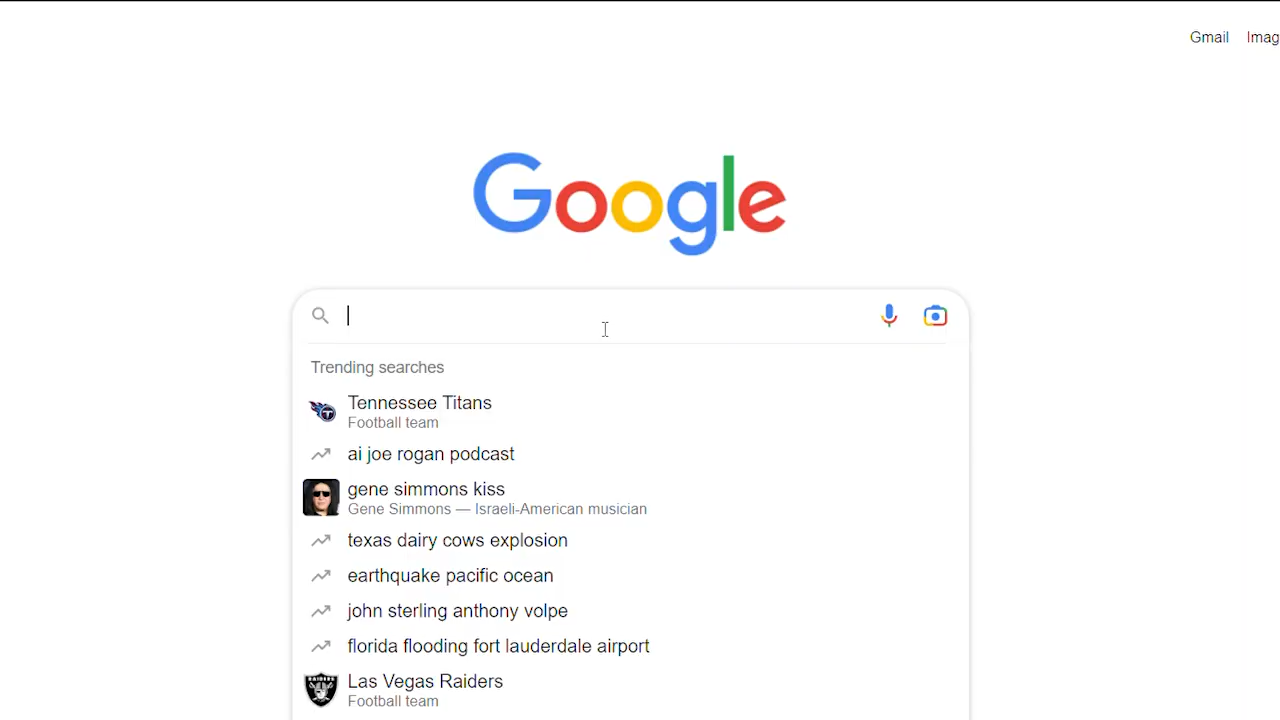 Gmail Imag
Google
Trending searches
Tennessee Titans
Football team
ai joe rogan podcast
gene simmons kiss
Gene Simmons — Israeli-American musician
texas dairy cows explosion
earthquake pacific ocean
john sterling anthony volpe
florida flooding fort lauderdale airport
RAIDERS
Las Vegas Raiders
Football team